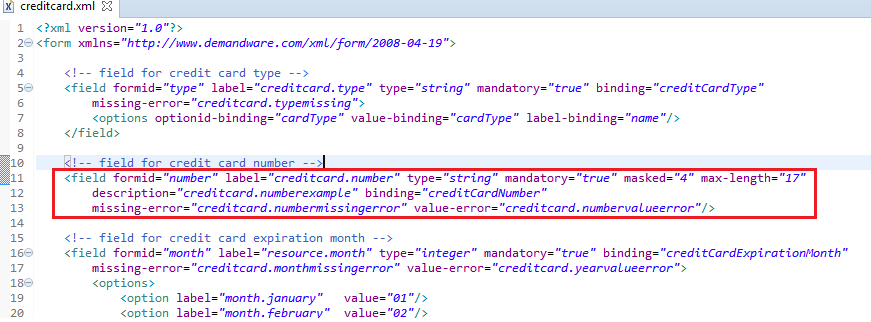 creditcard.xml
1 <?xml version="1.0"?>
2 <form xmlns="http://www.demandware.com/xml/form/2008-04-19">
3
4 <!-- field for credit card type -->
5 <field formid="type" label="creditcard.type" type="string" mandatory="true" binding="creditCardType"
6 missing-error="creditcard.typemissing">
7 <options optionid-binding="cardType" value-binding="cardType" label-binding="name"/>
8 </field>
9
10 <!-- field for credit card number -->
11 <field formid="number" label="creditcard.number" type="string" mandatory="true" masked="4" max-length="17"
12 description="creditcard.numberexample" binding="creditCardNumber"
13 missing-error="creditcard.numbermissingerror" value-error="creditcard.numbervalueerror"/>
14
15 <!-- field for credit card expiration month -->
16 <field formid="month" label="resource.month" type="integer" mandatory="true" binding="creditCardExpirationMonth"
17 missing-error="creditcard.monthmissingerror" value-error="creditcard.yearvalueerror">
18 <options>
19 <option label="month.january" value="01"/>
20 <option label="month.february" value="02"/>